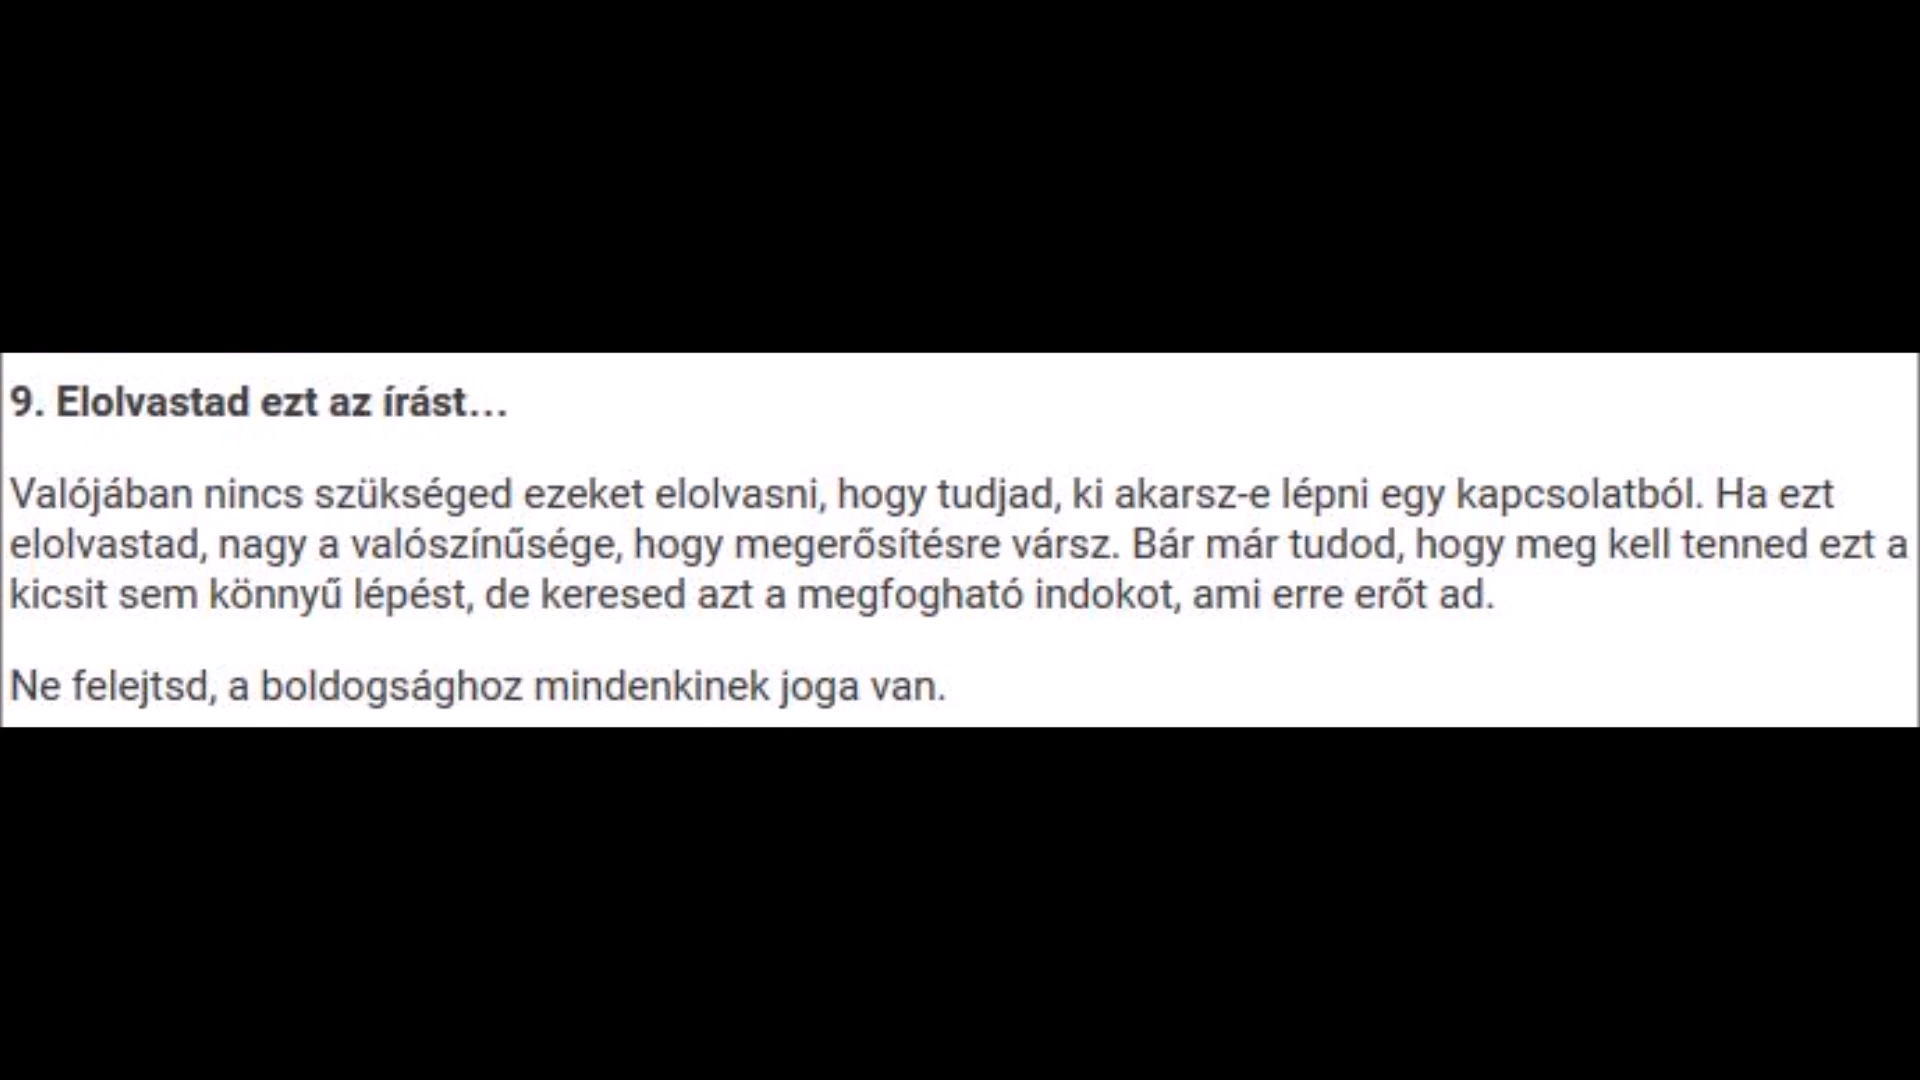 9. Elolvastad ezt az írást...
Valójában nincs szükséged ezeket elolvasni, hogy tudjad, ki akarsz-e lépni egy kapcsolatból. Ha ezt
elolvastad, nagy a valószínűsége, hogy megerősítésre vársz. Bár már tudod, hogy meg kell tenned ezt a
kicsit sem könnyű lépést, de keresed azt a megfogható indokot, ami erre erőt ad.
Ne felejtsd, a boldogsághoz mindenkinek joga van.